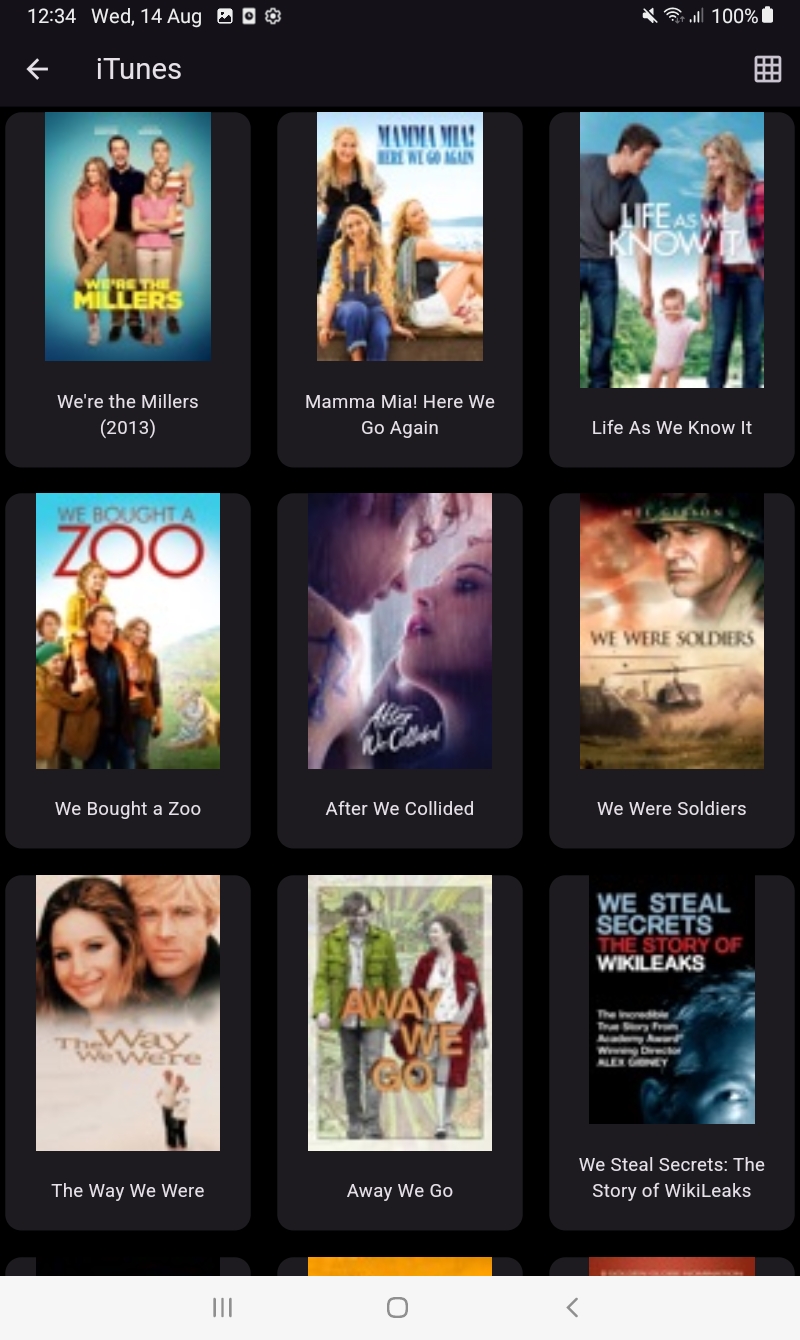 12:34 Wed, 14 Aug
100%
iTunes
WE'RE THE
MILLERS
We're the Millers
(2013)
MAMMA MIA!
HERE WE GO AGAIN
Mamma Mia! Here We
Go Again
LIFE AS WE
KNOW IT
Life As We Know It
WE BOUGHT A
ZOO
We Bought a Zoo
After
We Collided
After We Collided
MEL GIBSON
WE WERE SOLDIERS
We Were Soldiers
The Way
We Were
The Way We Were
AWAY
WE
GO
Away We Go
WE STEAL
SECRETS
THE STORY OF
WIKILEAKS
The Incredible
True Story From
Academy Award®
Winning Director
ALEX GIBNEY
We Steal Secrets: The
Story of WikiLeaks
GOLDEN GLOBE NOMINATION